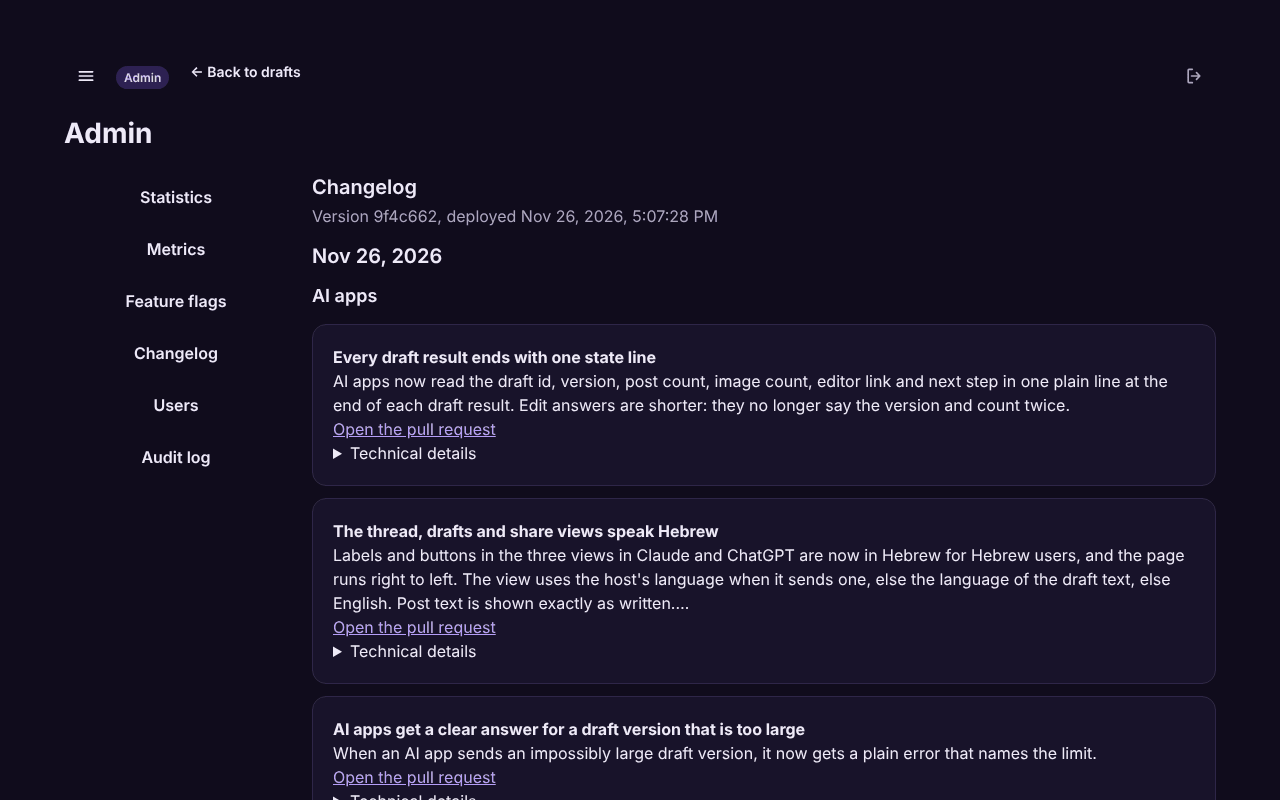 Admin
← Back to drafts
Admin
Statistics
Metrics
Feature flags
Changelog
Users
Audit log
Changelog
Version 9f4c662, deployed Nov 26, 2026, 5:07:28 PM
Nov 26, 2026
AI apps
Every draft result ends with one state line
AI apps now read the draft id, version, post count, image count, editor link and next step in one plain line at the
end of each draft result. Edit answers are shorter: they no longer say the version and count twice.
Open the pull request
Technical details
The thread, drafts and share views speak Hebrew
Labels and buttons in the three views in Claude and ChatGPT are now in Hebrew for Hebrew users, and the page
runs right to left. The view uses the host's language when it sends one, else the language of the draft text, else
English. Post text is shown exactly as written....
Open the pull request
Technical details
AI apps get a clear answer for a draft version that is too large
When an AI app sends an impossibly large draft version, it now gets a plain error that names the limit.
Open the pull request
Technical details